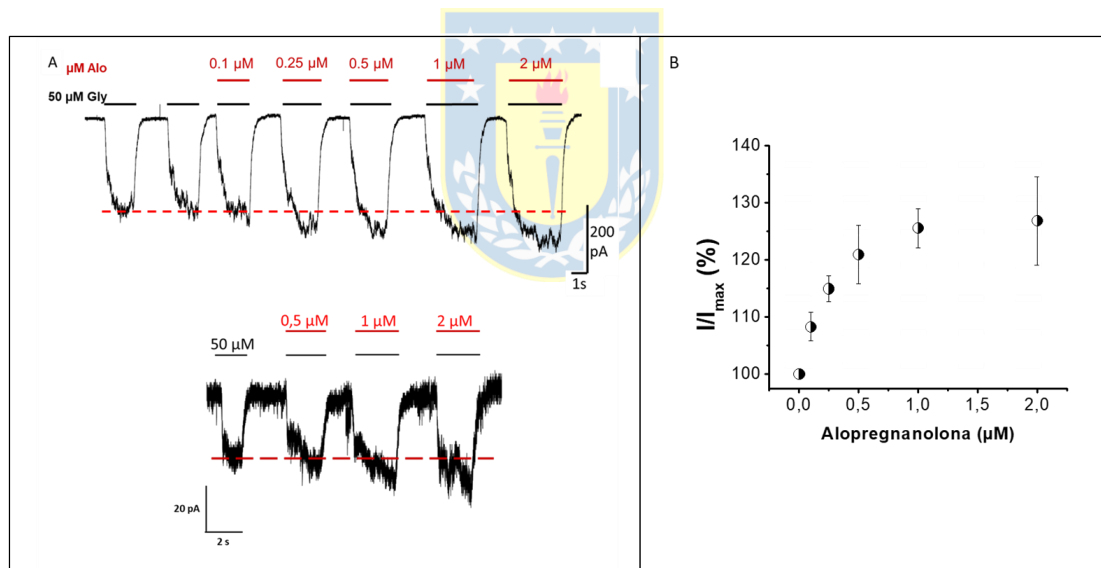 A
µM Alo
0.1 µM 0.25 µM 0.5 µM 1 µM 2 µM
50 µM Gly
200
pA
1s
0,5 µM 1 µM 2 µM
50 µM
20 pA
2 s
B
I/Imax (%)
140
130
120
110
100
0,0 0,5 1,0 1,5 2,0
Alopregnanolona (µM)